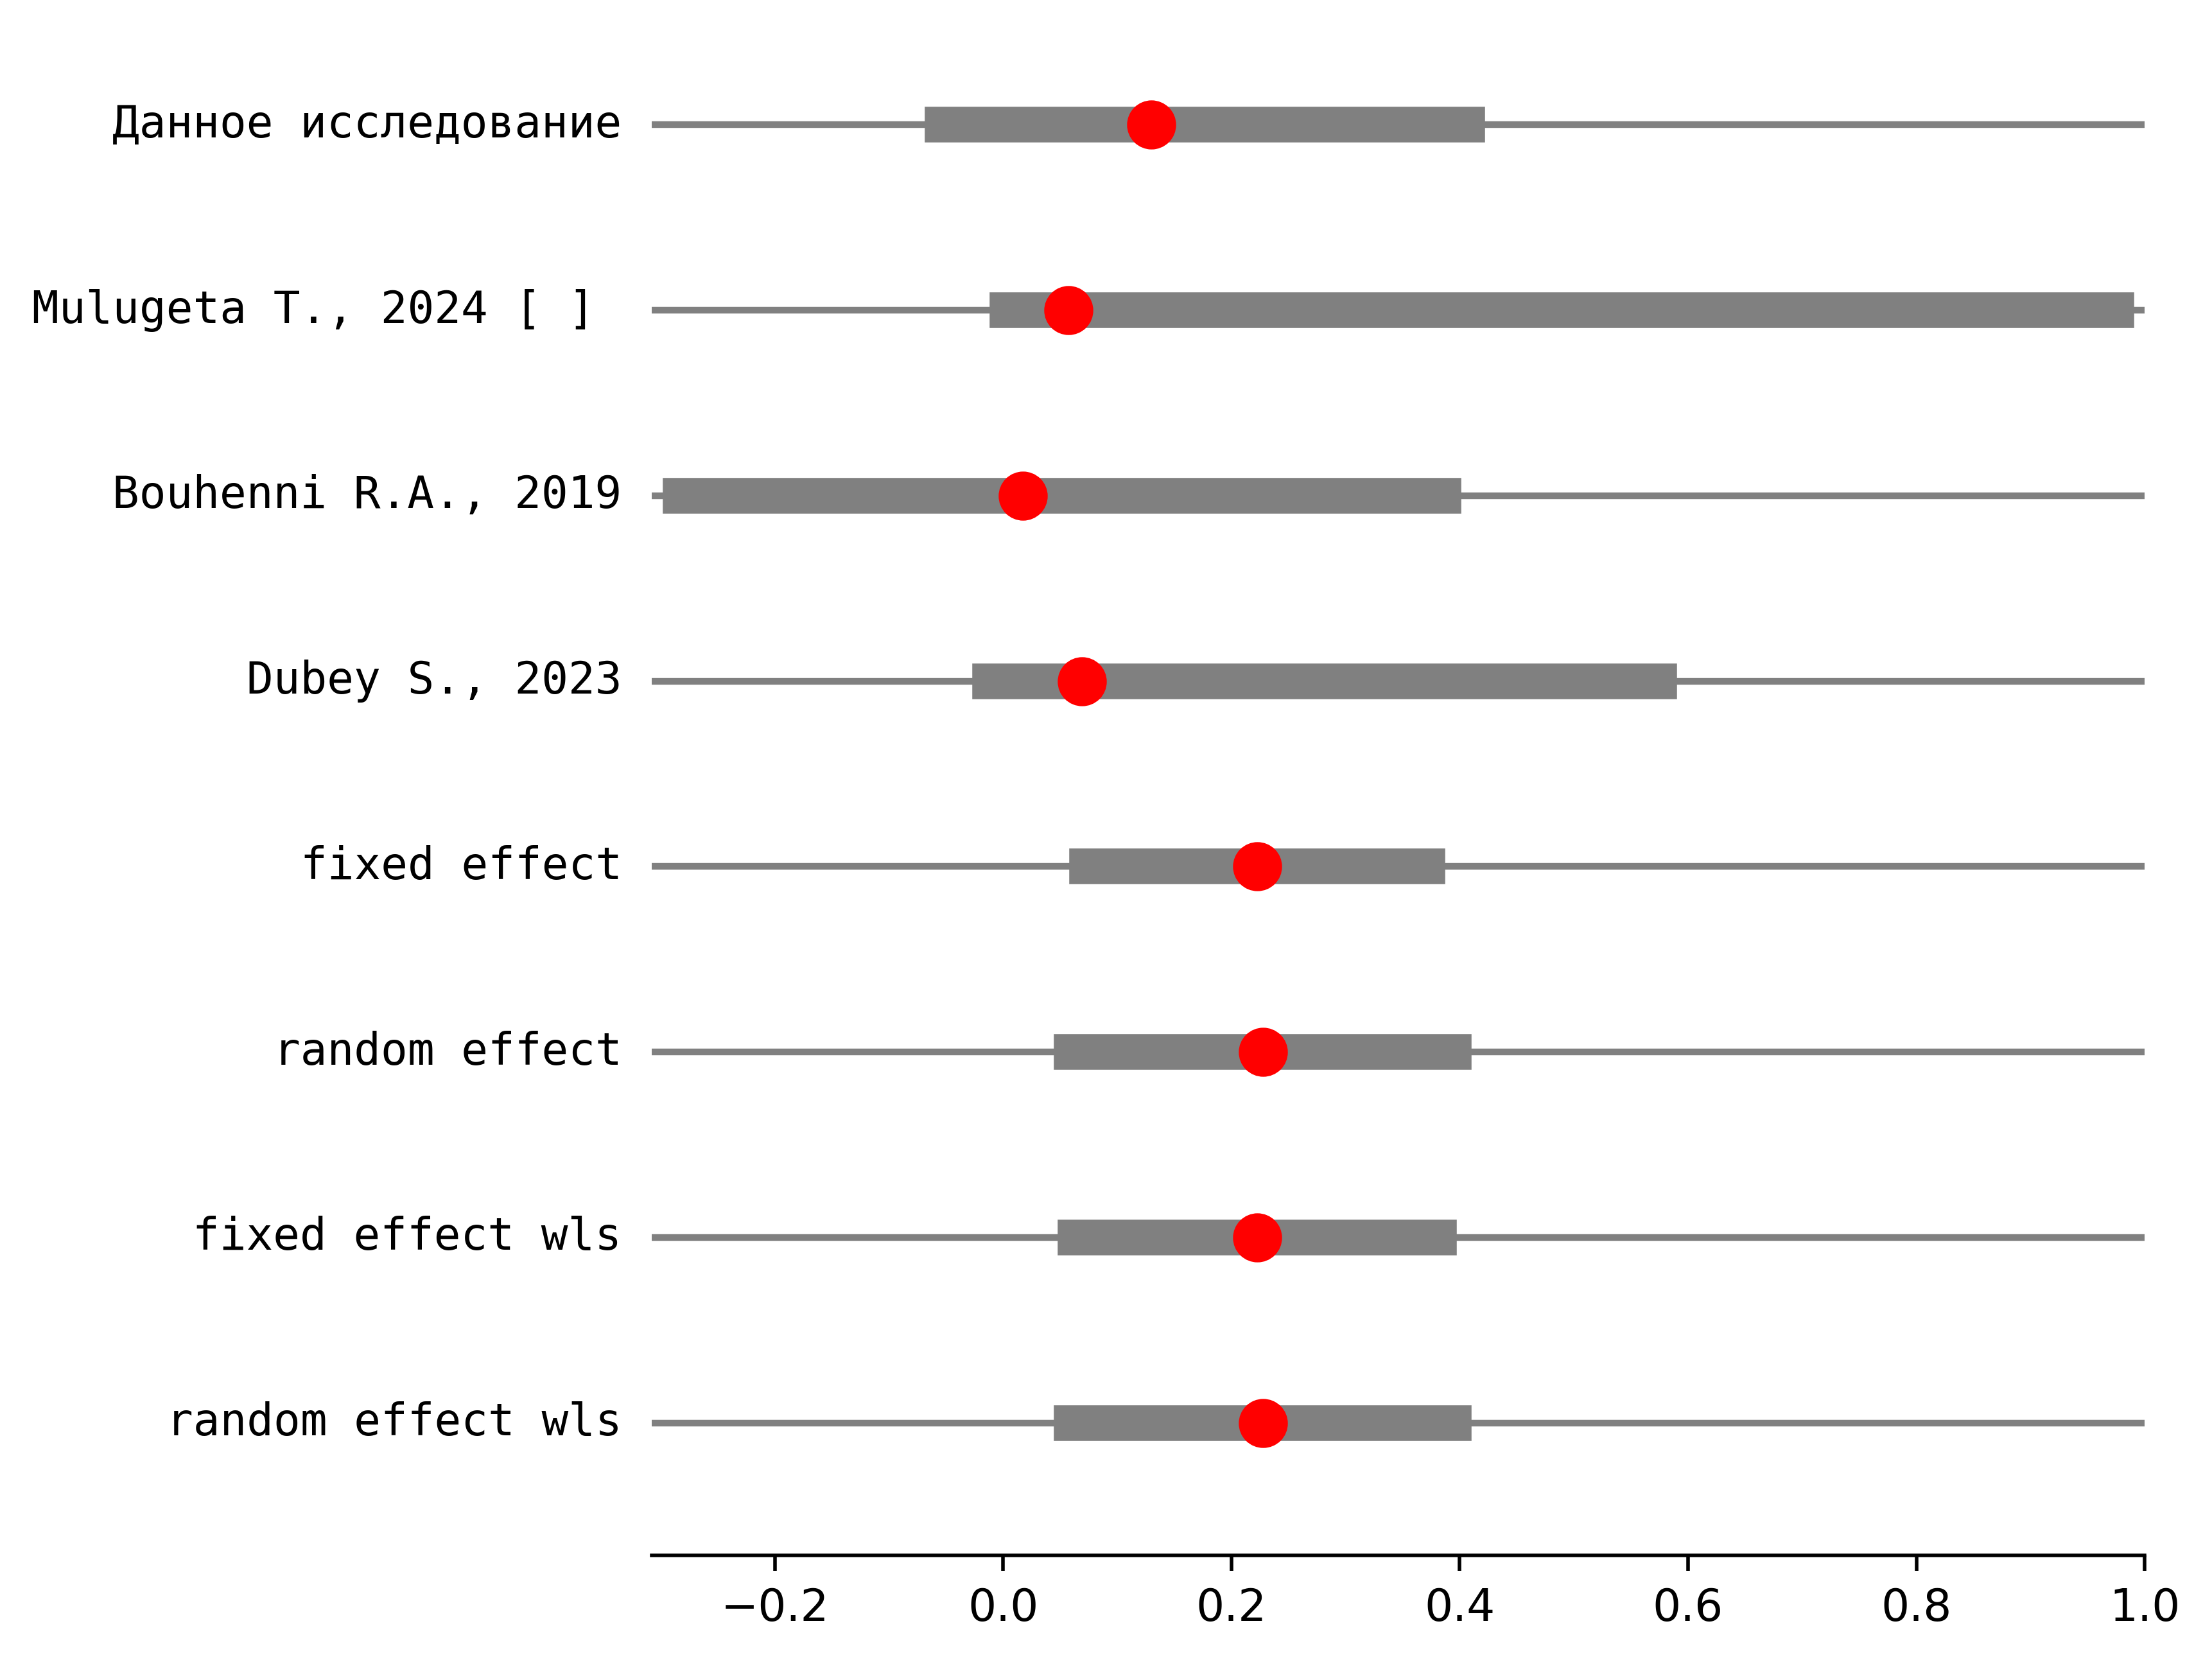 Данное исследование
Mulugeta T., 2024 [ ]
Bouhenni R.A., 2019
Dubey S., 2023
fixed effect
random effect
fixed effect wls
random effect wls
−0.2 0.0 0.2 0.4 0.6 0.8 1.0